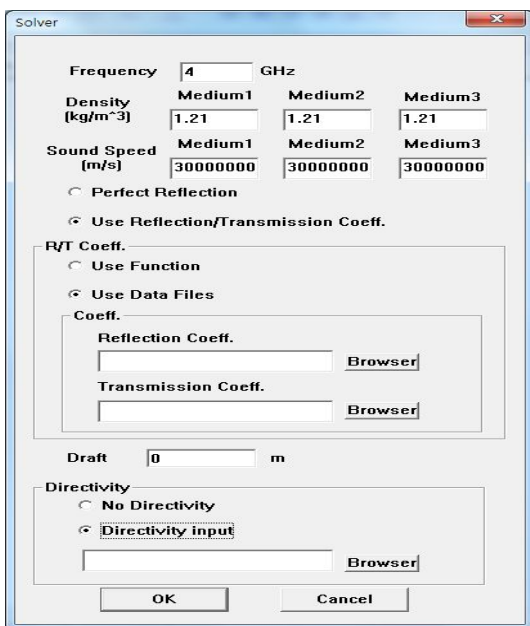 Solver
Frequency 4 GHz
Density (kg/m^3) Medium1 Medium2 Medium3
1.21 1.21 1.21
Sound Speed (m/s) Medium1 Medium2 Medium3
30000000 30000000 30000000
Perfect Reflection
Use Reflection/Transmission Coeff.
R/T Coeff.
Use Function
Use Data Files
Coeff.
Reflection Coeff.
Browser
Transmission Coeff.
Browser
Draft 0 m
Directivity
No Directivity
Directivity input
Browser
OK Cancel